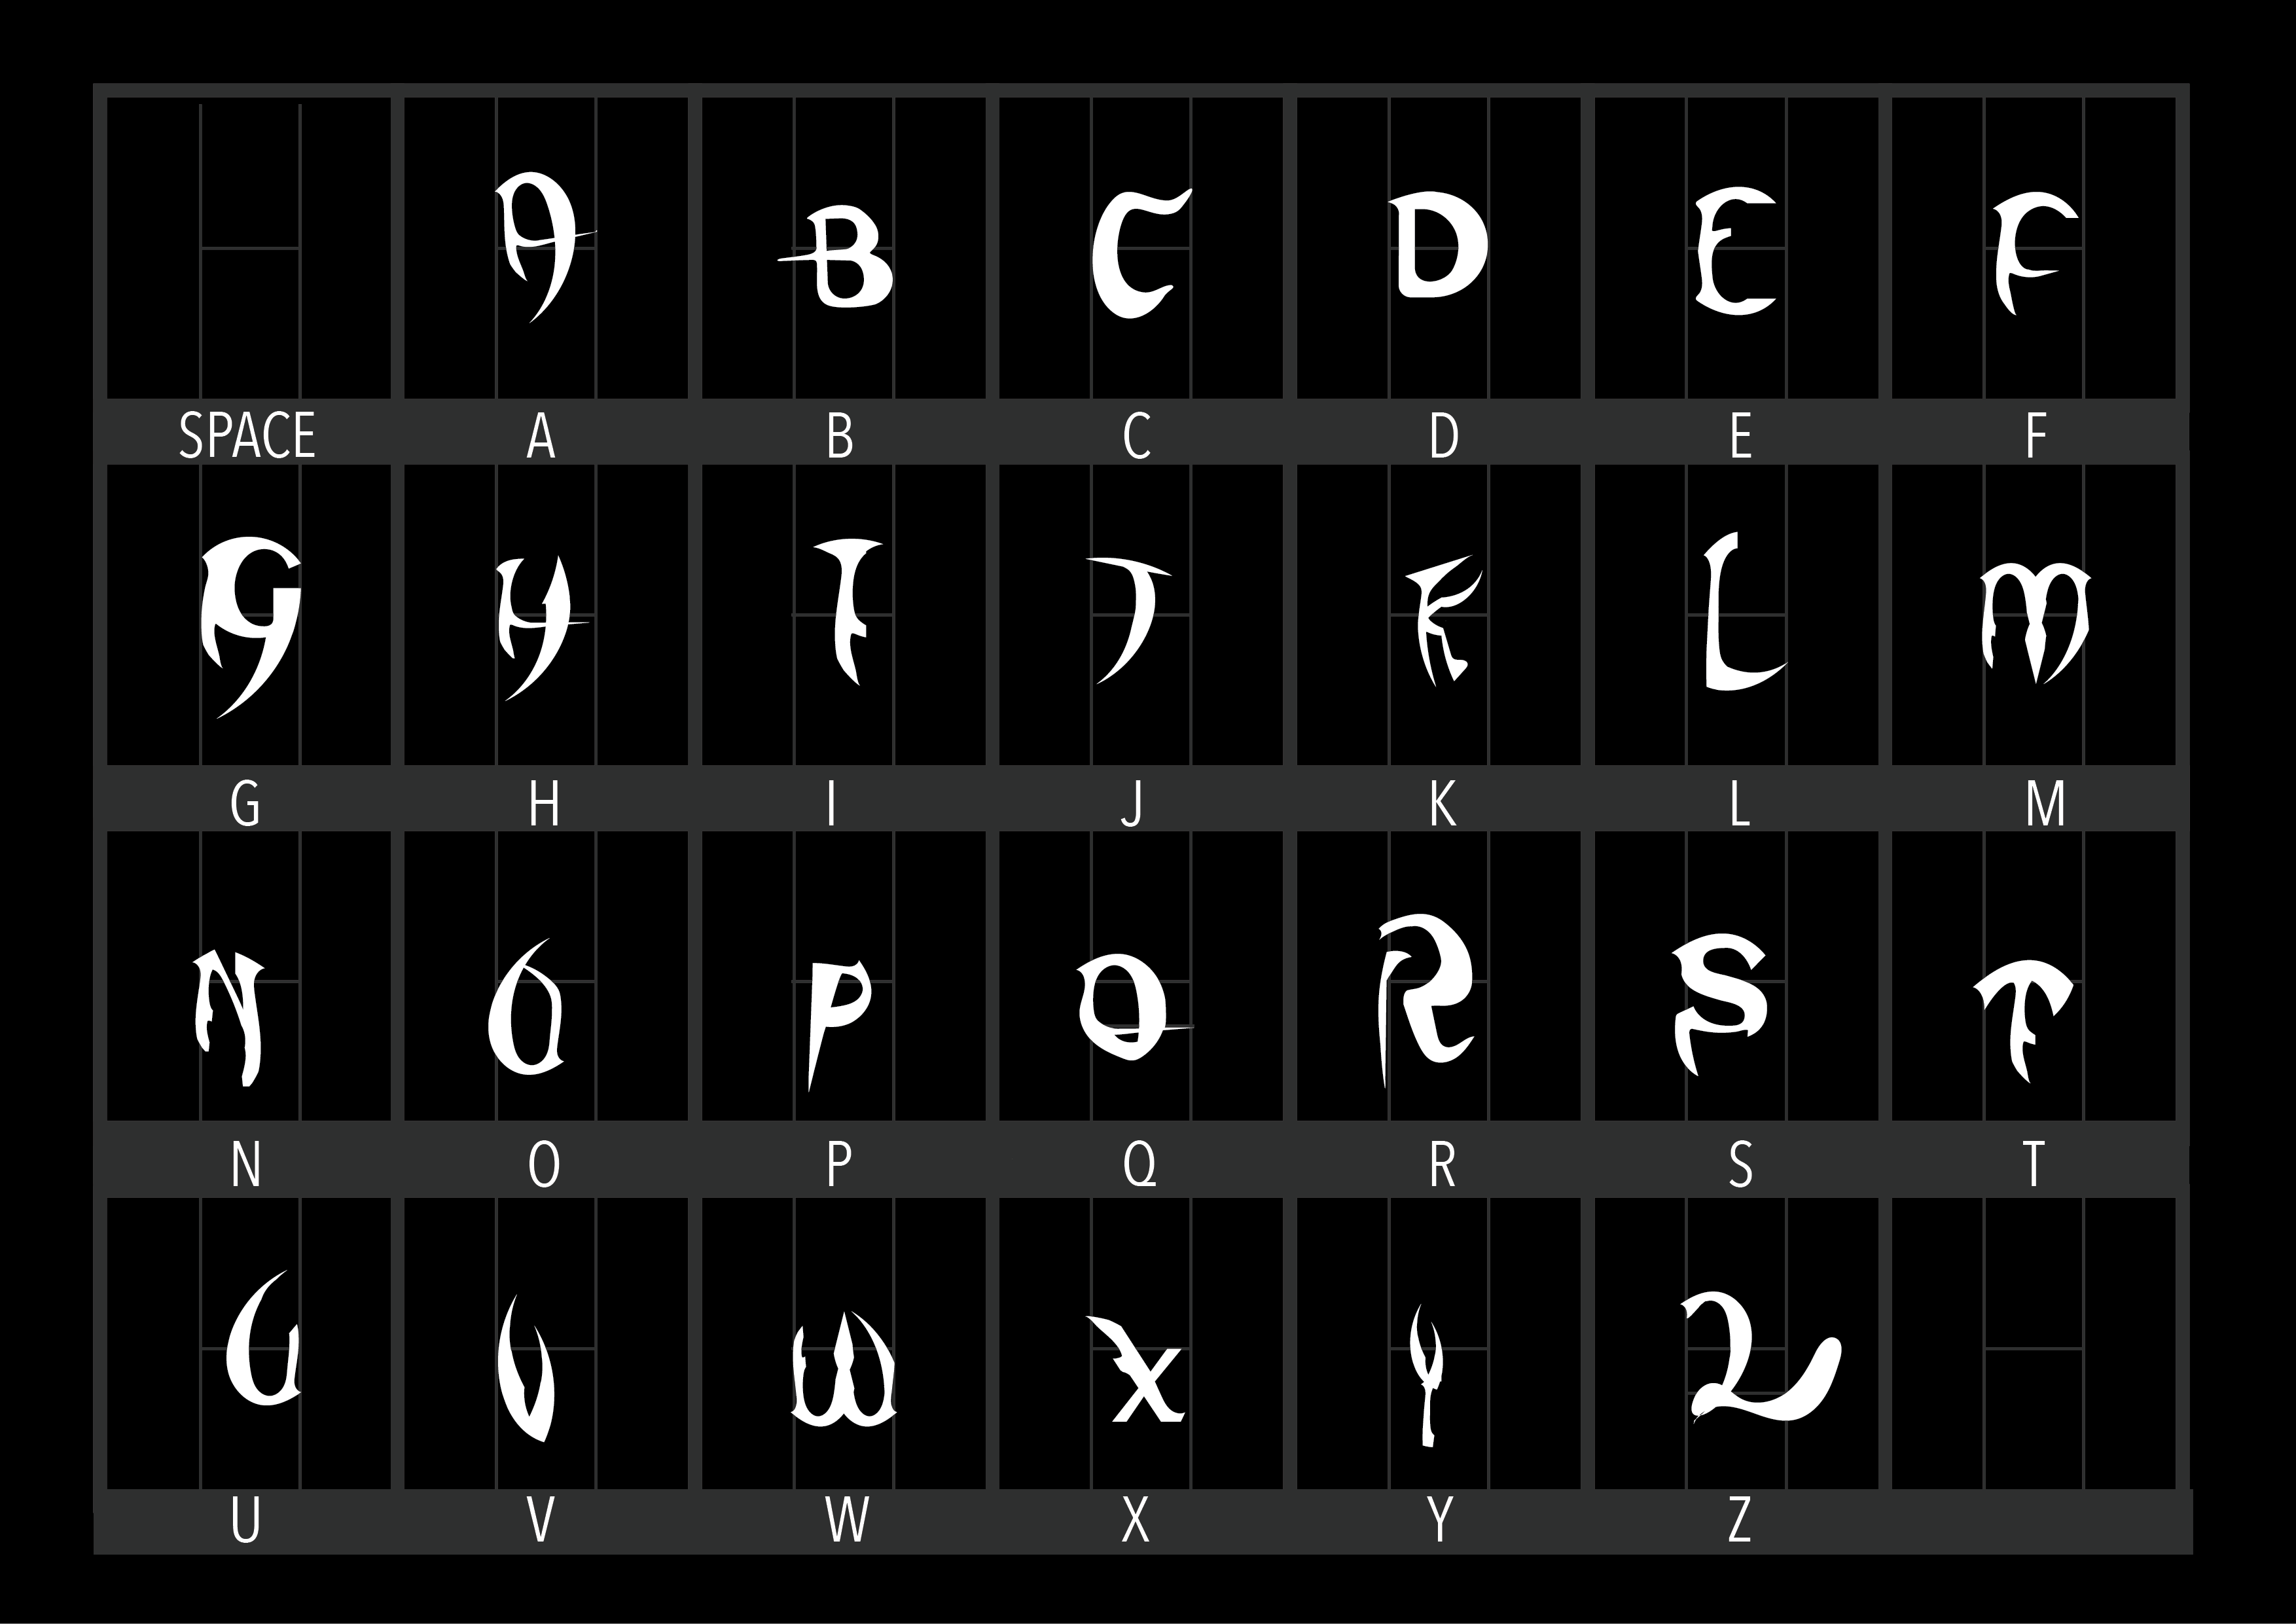 A B C D E F
SPACE A B C D E F
G H I J K L M
G H I J K L M
N O P Q R S T
N O P Q R S T
U V W X Y Z
U V W X Y Z